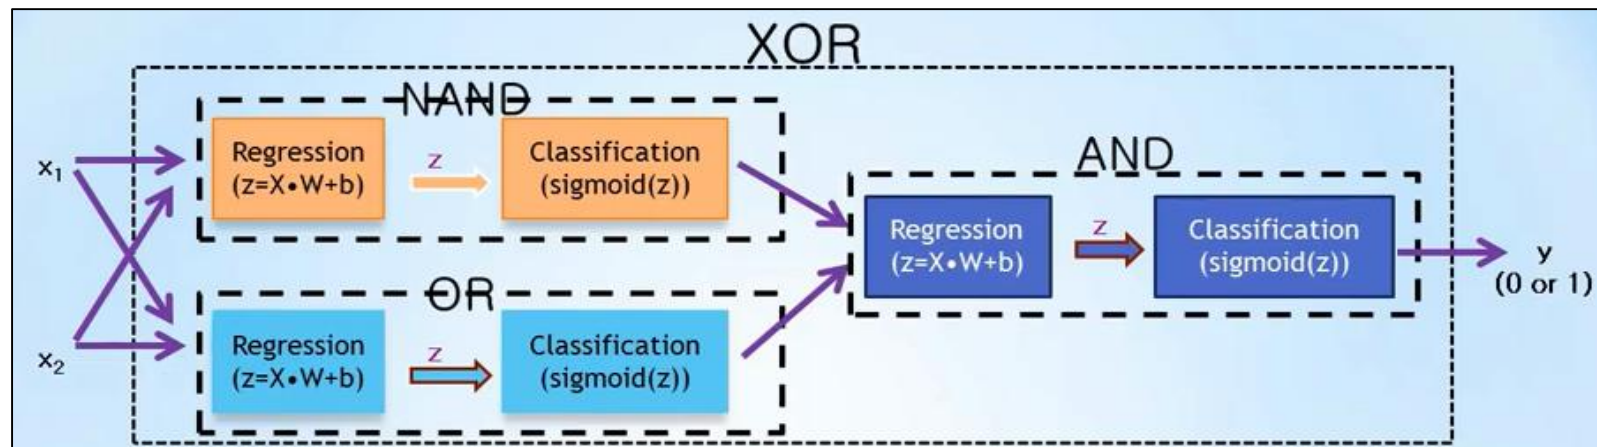 XOR
NAND
x₁
Regression
(z=X•W+b)
z
Classification
(sigmoid(z))
OR
x₂
Regression
(z=X•W+b)
z
Classification
(sigmoid(z))
AND
Regression
(z=X•W+b)
z
Classification
(sigmoid(z))
y
(0 or 1)